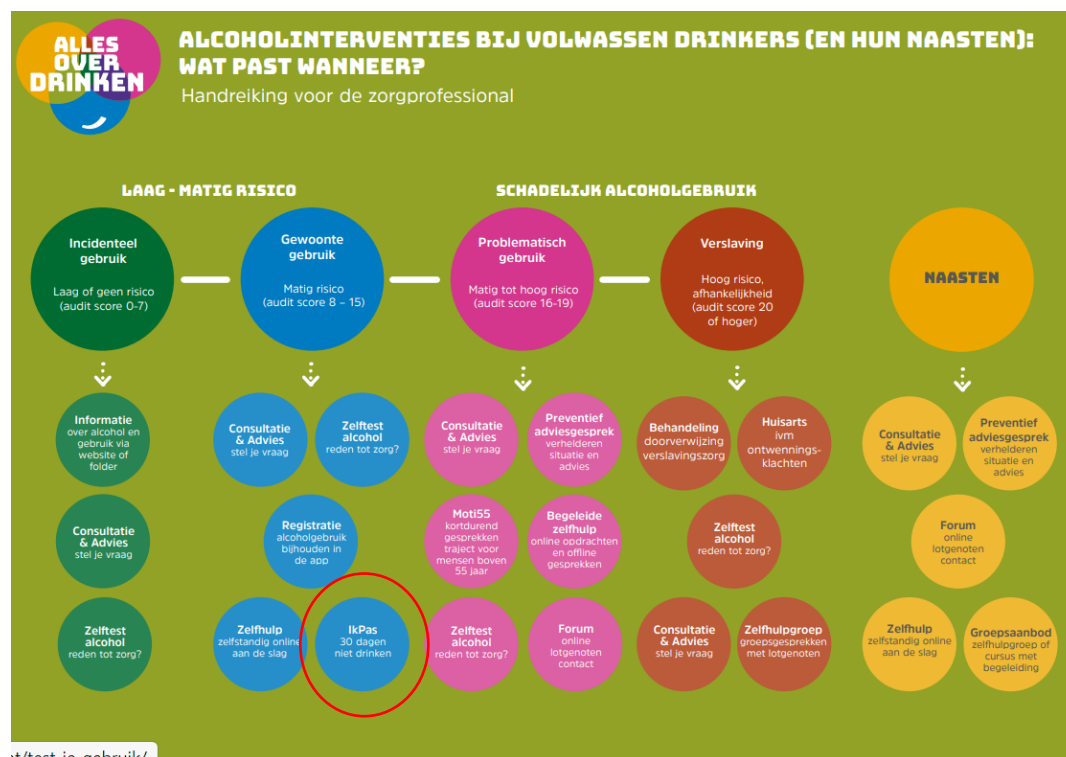 ALLES
OVER
DRINKEN
ALCOHOLINTERVENTIES BIJ VOLWASSEN DRINKERS (EN HUN NAASTEN):
WAT PAST WANNEER?
Handreiking voor de zorgprofessional
LAAG - MATIG RISICO
SCHADELIJK ALCOHOLGEBRUIK
Incidenteel
gebruik
Laag of geen risico
(audit score 0-7)
Gewoonte
gebruik
Matig risico
(audit score 8 – 15)
Problematisch
gebruik
Matig tot hoog risico
(audit score 16-19)
Verslaving
Hoog risico,
afhankelijkheid
(audit score 20
of hoger)
NAASTEN
Informatie
over alcohol en
gebruik via
website of
folder
Consultatie
& Advies
stel je vraag
Zelftest
alcohol
reden tot zorg?
Consultatie
& Advies
stel je vraag
Zelftest
alcohol
reden tot zorg?
Registratie
alcoholgebruik
bijhouden in
de app
Zelfhulp
zelfstandig online
aan de slag
IkPas
30 dagen
niet drinken
Consultatie
& Advies
stel je vraag
Preventief
adviesgesprek
verhelderen
situatie en
advies
Moti55
kortdurend
gesprekken
traject voor
mensen boven
55 jaar
Begeleide
zelfhulp
online opdrachten
en offline
gesprekken
Zelftest
alcohol
reden tot zorg?
Forum
online
lotgenoten
contact
Behandeling
doorverwijzing
verslavingszorg
Huisarts
ivm
ontwennings-
klachten
Zelftest
alcohol
reden tot zorg?
Consultatie
& Advies
stel je vraag
Zelfhulpgroep
groepsgesprekken
met lotgenoten
Consultatie
& Advies
stel je vraag
Preventief
adviesgesprek
verhelderen
situatie en
advies
Forum
online
lotgenoten
contact
Zelfhulp
zelfstandig online
aan de slag
Groepsaanbod
zelfhulpgroep of
cursus met
begeleiding